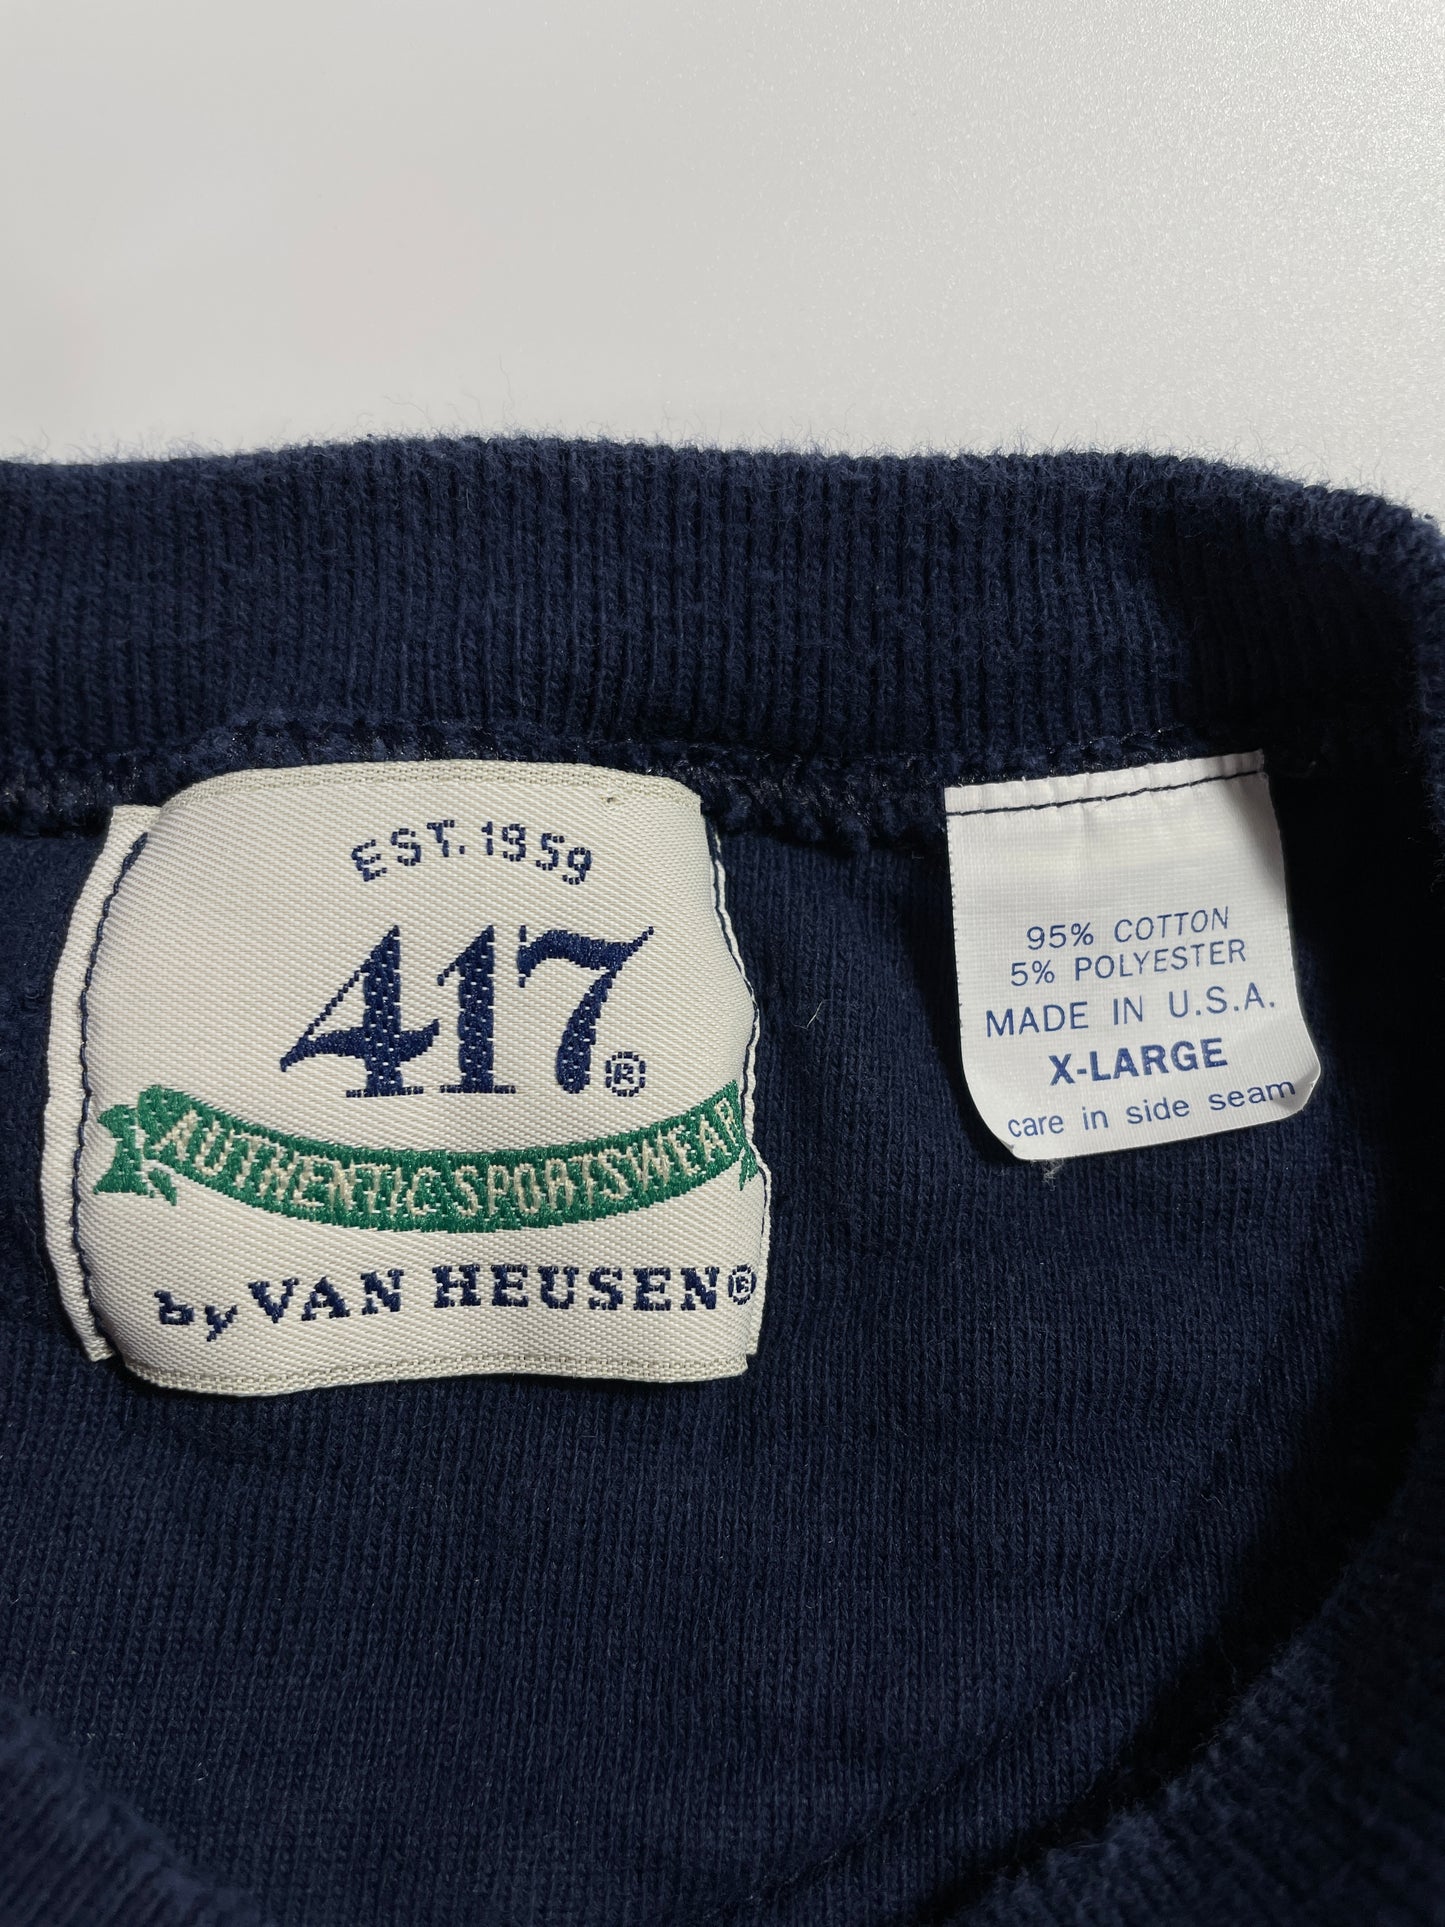 EST. 1959
417®
AUTHENTIC SPORTSWEAR
by VAN HEUSEN®
95% COTTON
5% POLYESTER
MADE IN U.S.A.
X-LARGE
care in side seam